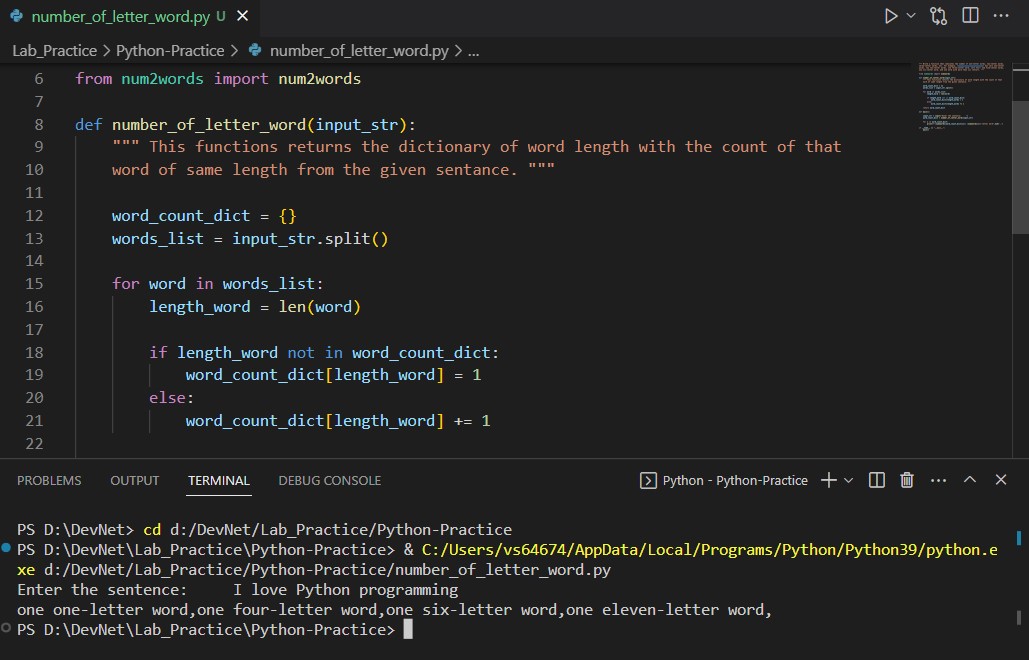 number_of_letter_word.py U
Lab_Practice > Python-Practice > number_of_letter_word.py > ...
6 from num2words import num2words
7
8 def number_of_letter_word(input_str):
9 """ This functions returns the dictionary of word length with the count of that
10 word of same length from the given sentance. """
11
12 word_count_dict = {}
13 words_list = input_str.split()
14
15 for word in words_list:
16 length_word = len(word)
17
18 if length_word not in word_count_dict:
19 word_count_dict[length_word] = 1
20 else:
21 word_count_dict[length_word] += 1
22
PROBLEMS OUTPUT TERMINAL DEBUG CONSOLE Python - Python-Practice
PS D:\DevNet> cd d:/DevNet/Lab_Practice/Python-Practice
PS D:\DevNet\Lab_Practice\Python-Practice> & C:/Users/vs64674/AppData/Local/Programs/Python/Python39/python.e
xe d:/DevNet/Lab_Practice/Python-Practice/number_of_letter_word.py
Enter the sentence:     I love Python programming
one one-letter word,one four-letter word,one six-letter word,one eleven-letter word,
PS D:\DevNet\Lab_Practice\Python-Practice>